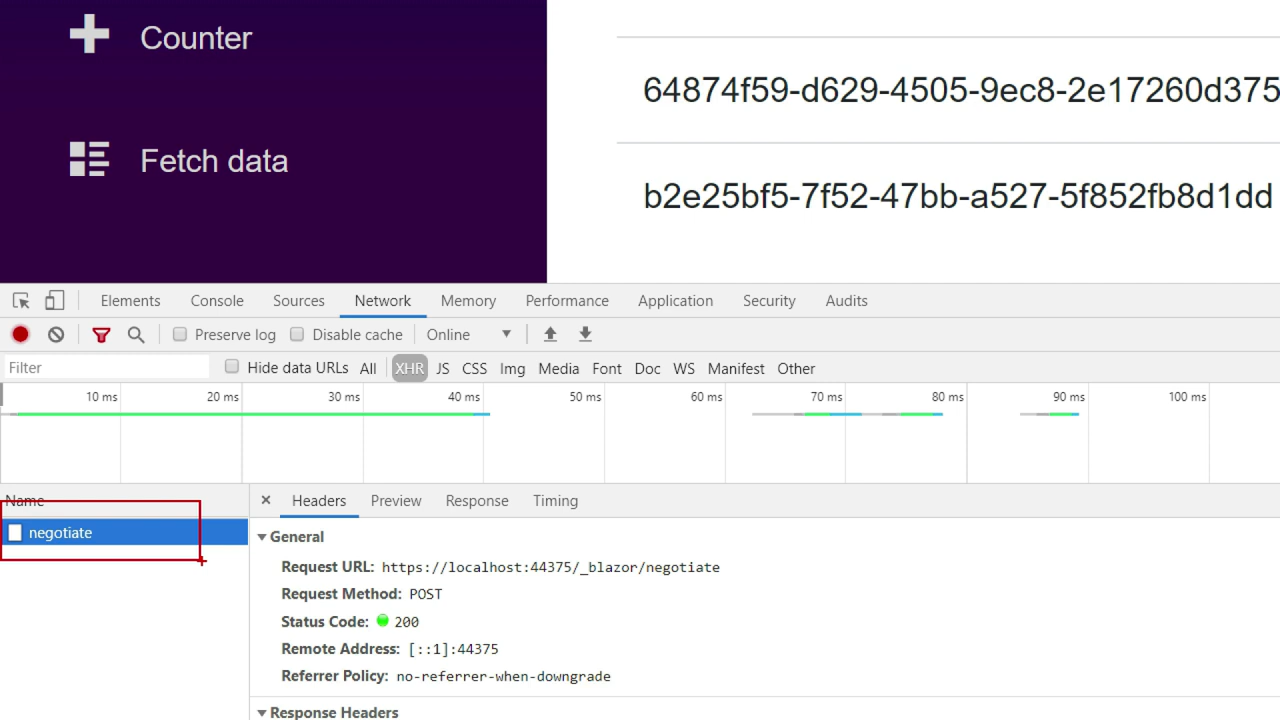 Counter
Fetch data
64874f59-d629-4505-9ec8-2e17260d375
b2e25bf5-7f52-47bb-a527-5f852fb8d1dd
Elements Console Sources Network Memory Performance Application Security Audits
Preserve log Disable cache Online
Filter Hide data URLs All XHR JS CSS Img Media Font Doc WS Manifest Other
10 ms 20 ms 30 ms 40 ms 50 ms 60 ms 70 ms 80 ms 90 ms 100 ms
Name Headers Preview Response Timing
negotiate
General
Request URL: https://localhost:44375/_blazor/negotiate
Request Method: POST
Status Code: 200
Remote Address: [::1]:44375
Referrer Policy: no-referrer-when-downgrade
Response Headers